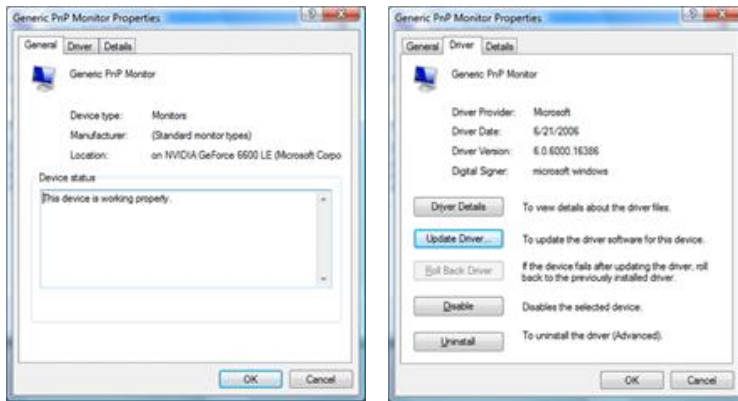 Generic PnP Monitor Properties
General Driver Details
Generic PnP Monitor
Device type: Monitors
Manufacturer: (Standard monitor types)
Location: on NVIDIA GeForce 6600 LE (Microsoft Corpo
Device status
This device is working properly.
OK Cancel
Generic PnP Monitor Properties
General Driver Details
Generic PnP Monitor
Driver Provider: Microsoft
Driver Date: 6/21/2006
Driver Version: 6.0.6000.16386
Digital Signer: microsoft windows
Driver Details To view details about the driver files.
Update Driver... To update the driver software for this device.
Roll Back Driver If the device fails after updating the driver, roll
back to the previously installed driver.
Disable Disables the selected device.
Uninstall To uninstall the driver (Advanced).
OK Cancel